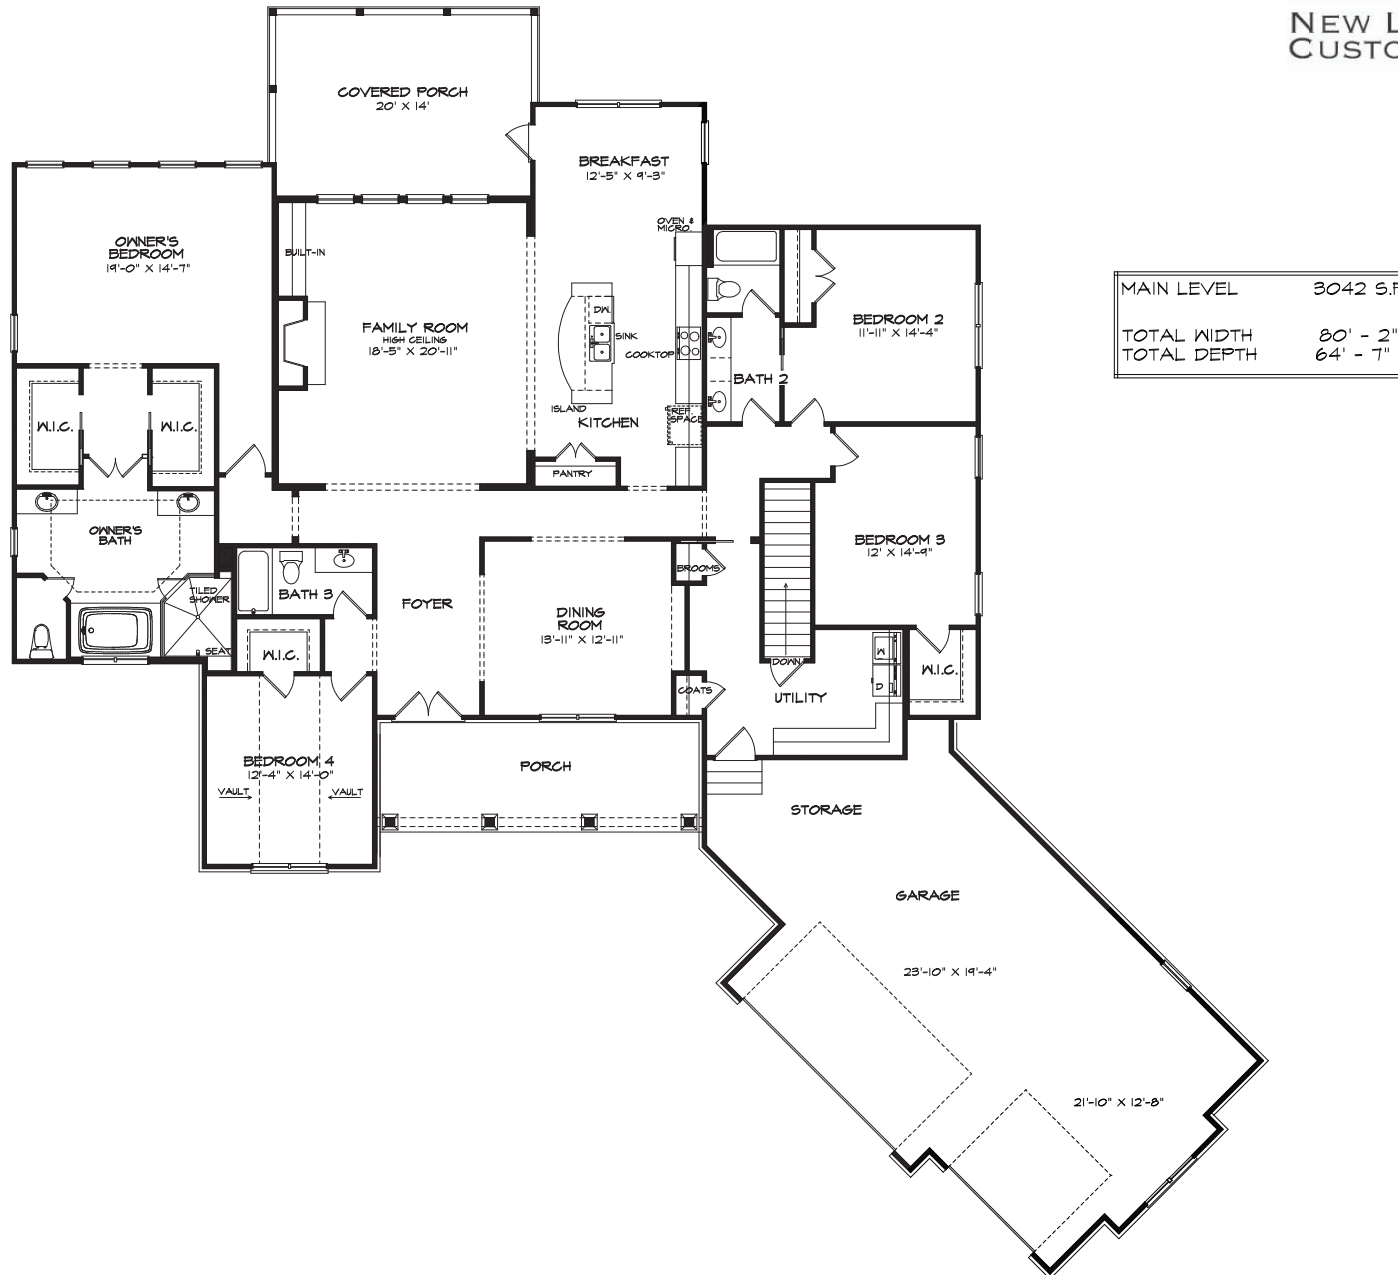 NEW L
CUSTO
COVERED PORCH
20' X 14'
BREAKFAST
12'-5" X 9'-3"
OVEN &
MICRO.
OWNER'S
BEDROOM
19'-0" X 14'-7"
BUILT-IN
FAMILY ROOM
HIGH CEILING
18'-5" X 20'-11"
DW.
SINK
COOKTOP
ISLAND
KITCHEN
REF.
SPACE
PANTRY
BEDROOM 2
11'-11" X 14'-4"
BATH 2
MAIN LEVEL 3042 S.F
TOTAL WIDTH 80' - 2"
TOTAL DEPTH 64' - 7"
W.I.C.
W.I.C.
OWNER'S
BATH
TILED
SHOWER
SEAT
BATH 3
W.I.C.
FOYER
DINING
ROOM
13'-11" X 12'-11"
BROOMS
BEDROOM 3
12' X 14'-9"
DOWN
W
D
W.I.C.
COATS
UTILITY
BEDROOM 4
12'-4" X 14'-0"
VAULT
VAULT
PORCH
STORAGE
GARAGE
23'-10" X 19'-4"
21'-10" X 12'-8"